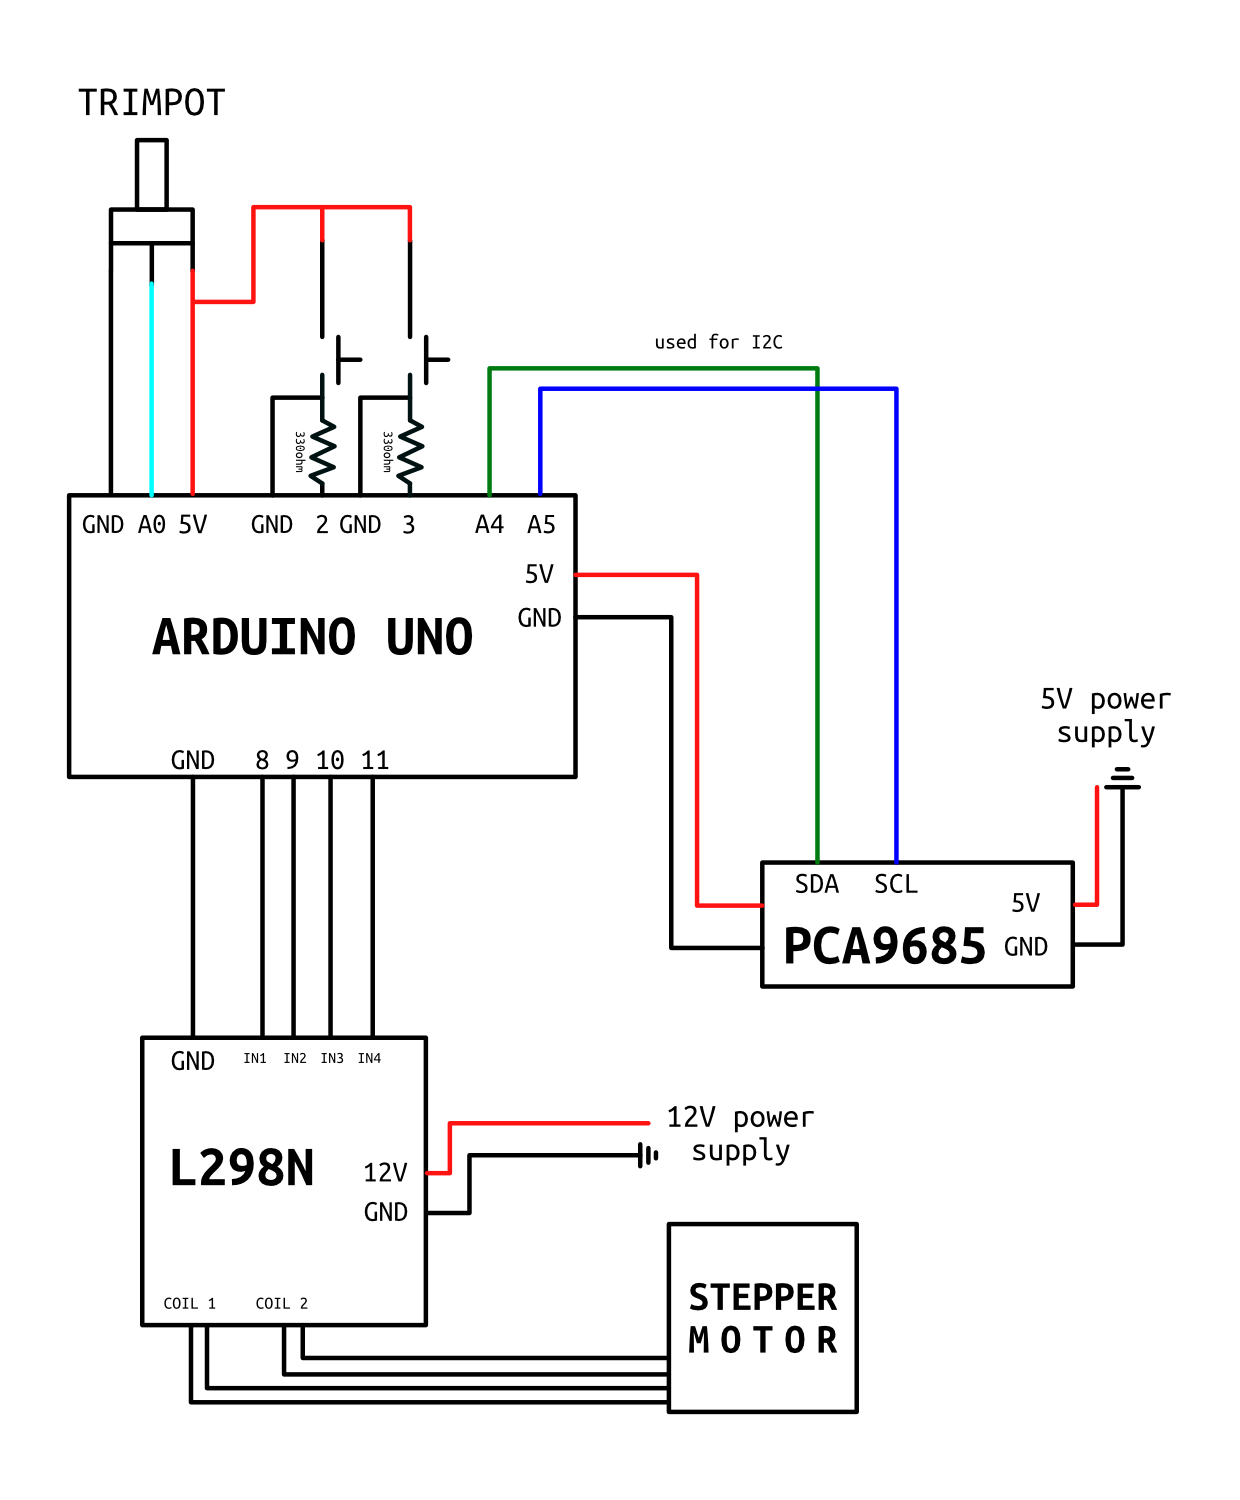 TRIMPOT
used for I2C
330ohm
330ohm
GND A0 5V GND 2 GND 3 A4 A5
5V
GND
ARDUINO UNO
GND 8 9 10 11
5V power
supply
SDA SCL
5V
PCA9685
GND
GND IN1 IN2 IN3 IN4
12V power
supply
L298N
12V
GND
COIL 1 COIL 2
STEPPER
MOTOR